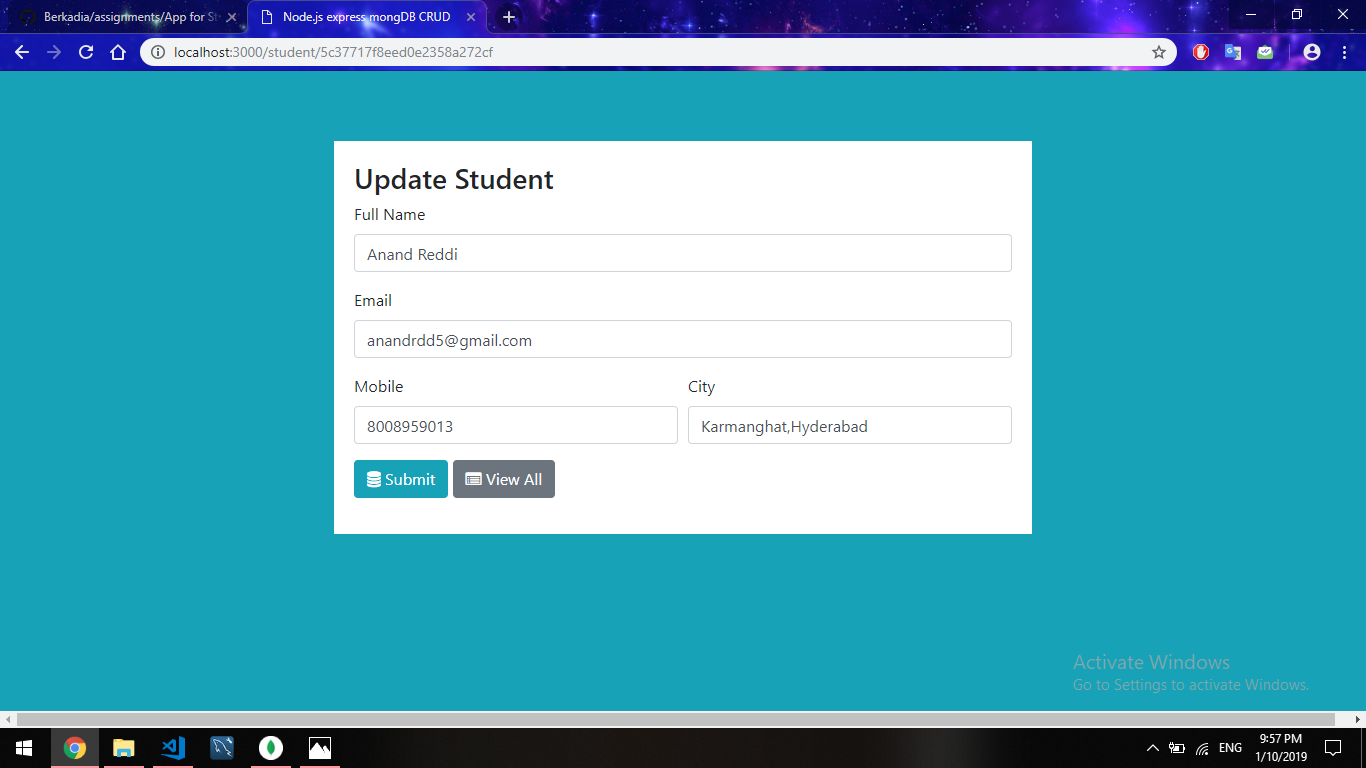 Berkadia/assignments/App for St
Node.js express mongDB CRUD
localhost:3000/student/5c37717f8eed0e2358a272cf
Update Student
Full Name
Anand Reddi
Email
anandrdd5@gmail.com
Mobile
City
8008959013
Karmanghat,Hyderabad
Submit
View All
Activate Windows
Go to Settings to activate Windows.
ENG
9:57 PM
1/10/2019